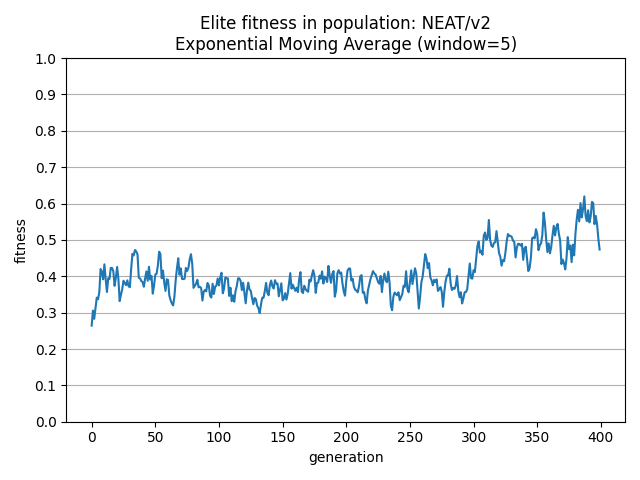 Elite fitness in population: NEAT/v2
Exponential Moving Average (window=5)
1.0
0.9
0.8
0.7
0.6
0.5
0.4
0.3
0.2
0.1
0.0
fitness
0 50 100 150 200 250 300 350 400
generation